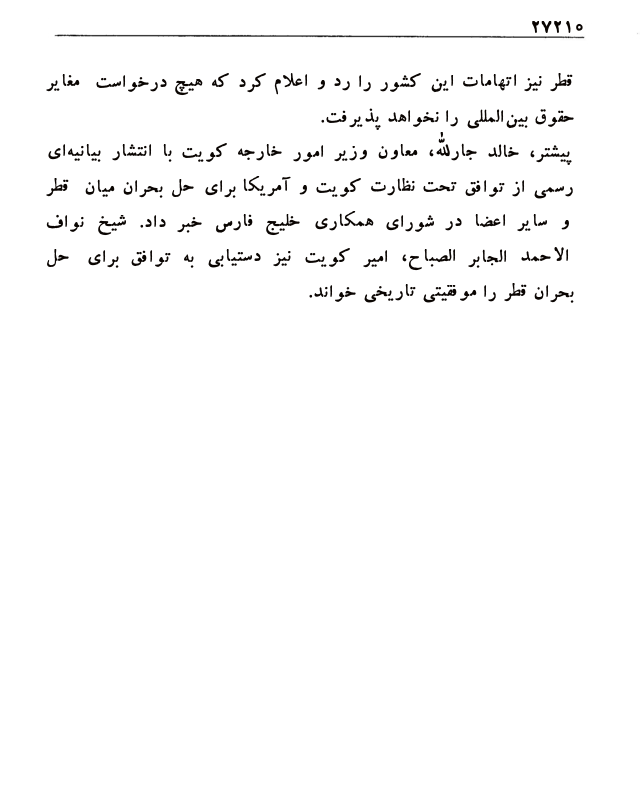 ۲۷۲۱۰
قطر نیز اتهامات این کشور را رد و اعلام کرد که هیچ درخواست مغایر
حقوق بین‌المللی را نخواهد پذیرفت.
پیشتر، خالد جارلله، معاون وزیر امور خارجه کویت با انتشار بیانیه‌ای
رسمی از توافق تحت نظارت کویت و آمریکا برای حل بحران میان قطر
و سایر اعضا در شورای همکاری خلیج فارس خبر داد. شیخ نواف
الاحمد الجابر الصباح، امیر کویت نیز دستیابی به توافق برای حل
بحران قطر را موفقیتی تاریخی خواند.